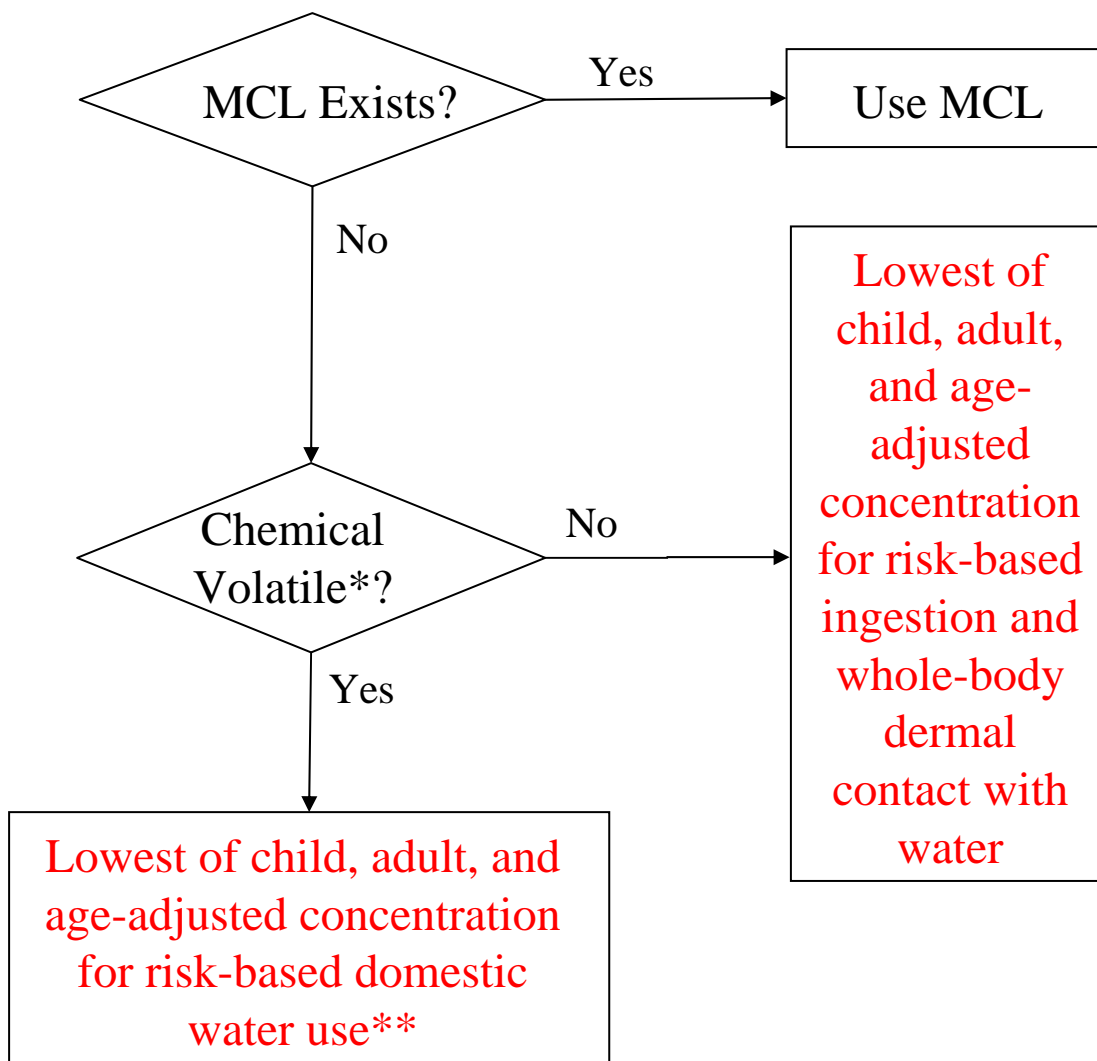 MCL Exists?
Yes
Use MCL
No
Chemical
Volatile*?
No
Lowest of
child, adult,
and age-
adjusted
concentration
for risk-based
ingestion and
whole-body
dermal
contact with
water
Yes
Lowest of child, adult, and
age-adjusted concentration
for risk-based domestic
water use**